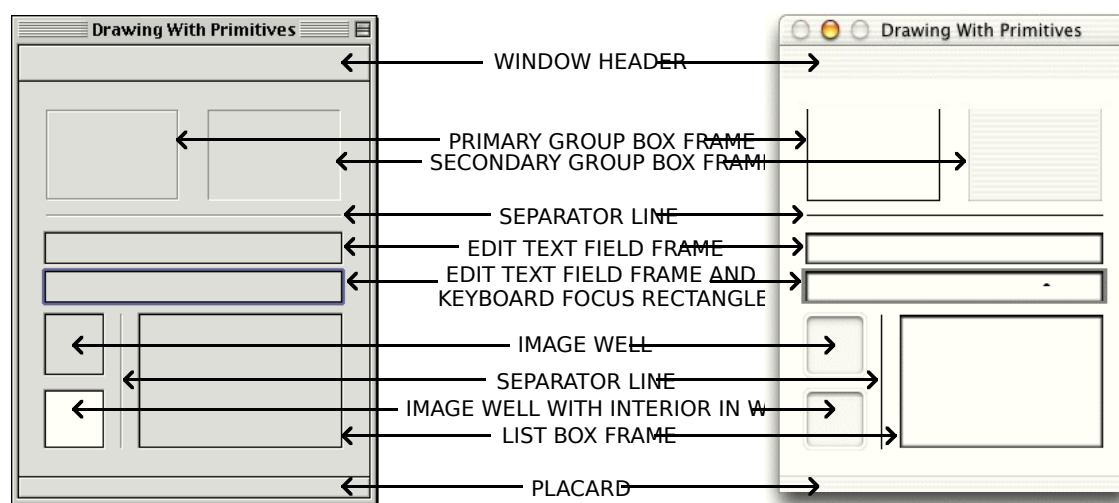 Drawing With Primitives
Drawing With Primitives
WINDOW HEADER
PRIMARY GROUP BOX FRAME
SECONDARY GROUP BOX FRAM
SEPARATOR LINE
EDIT TEXT FIELD FRAME
EDIT TEXT FIELD FRAME AND
KEYBOARD FOCUS RECTANGLE
IMAGE WELL
SEPARATOR LINE
IMAGE WELL WITH INTERIOR IN W
LIST BOX FRAME
PLACARD